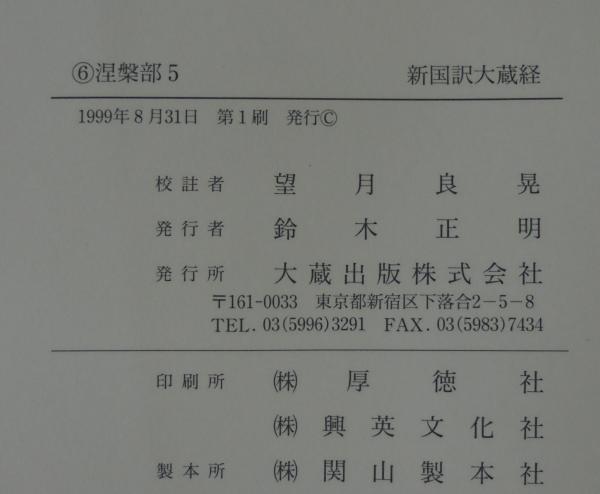 ⑥涅槃部5 新国訳大蔵経
1999年8月31日 第1刷 発行©
校註者 望月良晃
発行者 鈴木正明
発行所 大蔵出版株式会社
〒161-0033 東京都新宿区下落合2-5-8
TEL. 03(5996)3291 FAX. 03(5983)7434
印刷所 ㈱ 厚徳社
㈱ 興英文化社
製本所 ㈱ 関山製本社